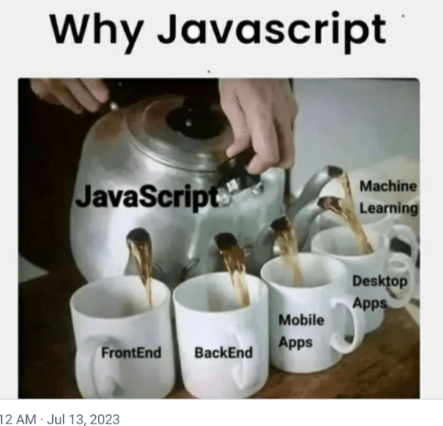 Why Javascript
JavaScript
Machine
Learning
Desktop
Apps
Mobile
Apps
FrontEnd
BackEnd
12 AM · Jul 13, 2023